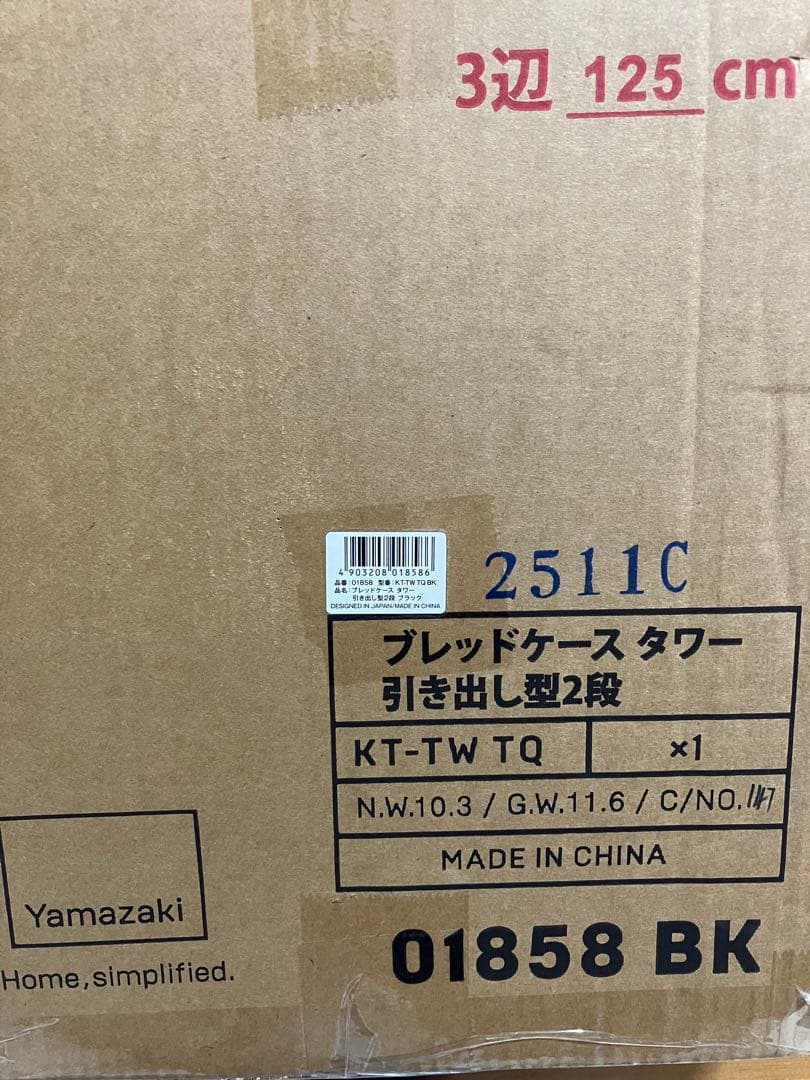 3辺 125 cm
4 903208 018586
品番:01858 型番:KT-TW TQ BK
品名:ブレッドケース タワー
引き出し型2段 ブラック
DESIGNED IN JAPAN/MADE IN CHINA
2511C
ブレッドケース タワー
引き出し型2段
KT-TW TQ ×1
N.W.10.3 / G.W.11.6 / C/NO.147
MADE IN CHINA
Yamazaki
Home,simplified.
01858 BK